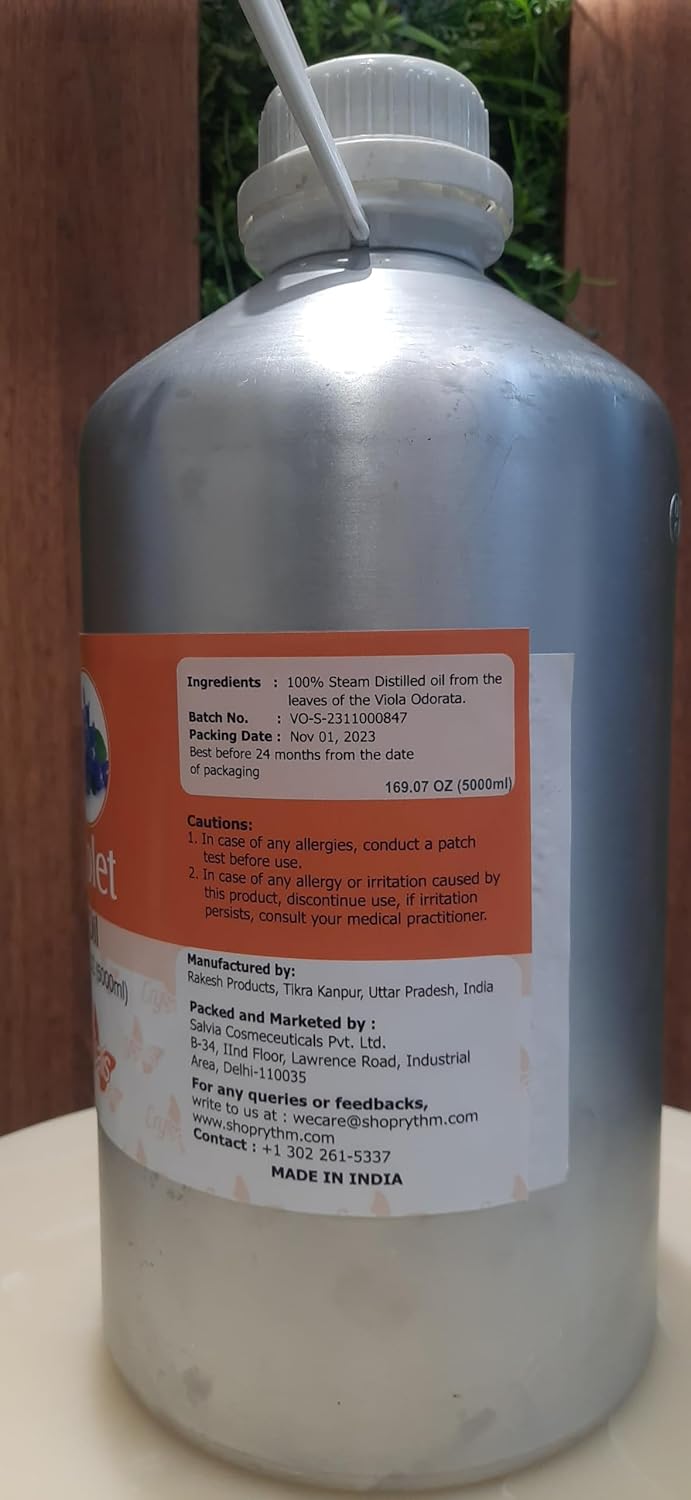 Ingredients : 100% Steam Distilled oil from the
leaves of the Viola Odorata.
Batch No. : VO-S-2311000847
Packing Date : Nov 01, 2023
Best before 24 months from the date
of packaging
169.07 OZ (5000ml)
Cautions:
1. In case of any allergies, conduct a patch
test before use.
2. In case of any allergy or irritation caused by
this product, discontinue use, if irritation
persists, consult your medical practitioner.
Manufactured by:
Rakesh Products, Tikra Kanpur, Uttar Pradesh, India
Packed and Marketed by :
Salvia Cosmeceuticals Pvt. Ltd.
B-34, IInd Floor, Lawrence Road, Industrial
Area, Delhi-110035
For any queries or feedbacks,
write to us at : wecare@shoprythm.com
www.shoprythm.com
Contact : +1 302 261-5337
MADE IN INDIA
(5000ml)